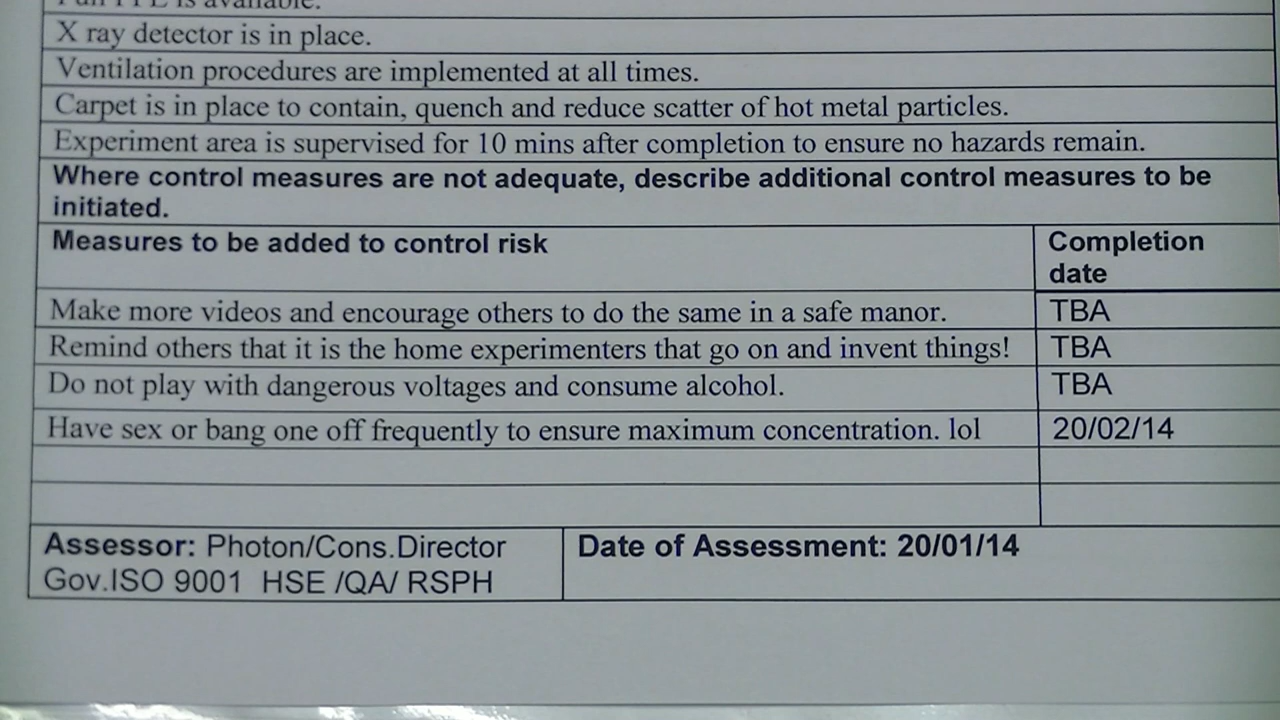 Full PPE is available.
X ray detector is in place.
Ventilation procedures are implemented at all times.
Carpet is in place to contain, quench and reduce scatter of hot metal particles.
Experiment area is supervised for 10 mins after completion to ensure no hazards remain.
Where control measures are not adequate, describe additional control measures to be
initiated.
Measures to be added to control risk
Completion
date
Make more videos and encourage others to do the same in a safe manor.
TBA
Remind others that it is the home experimenters that go on and invent things!
TBA
Do not play with dangerous voltages and consume alcohol.
TBA
Have sex or bang one off frequently to ensure maximum concentration. lol
20/02/14
Assessor: Photon/Cons.Director
Gov.ISO 9001 HSE /QA/ RSPH
Date of Assessment: 20/01/14